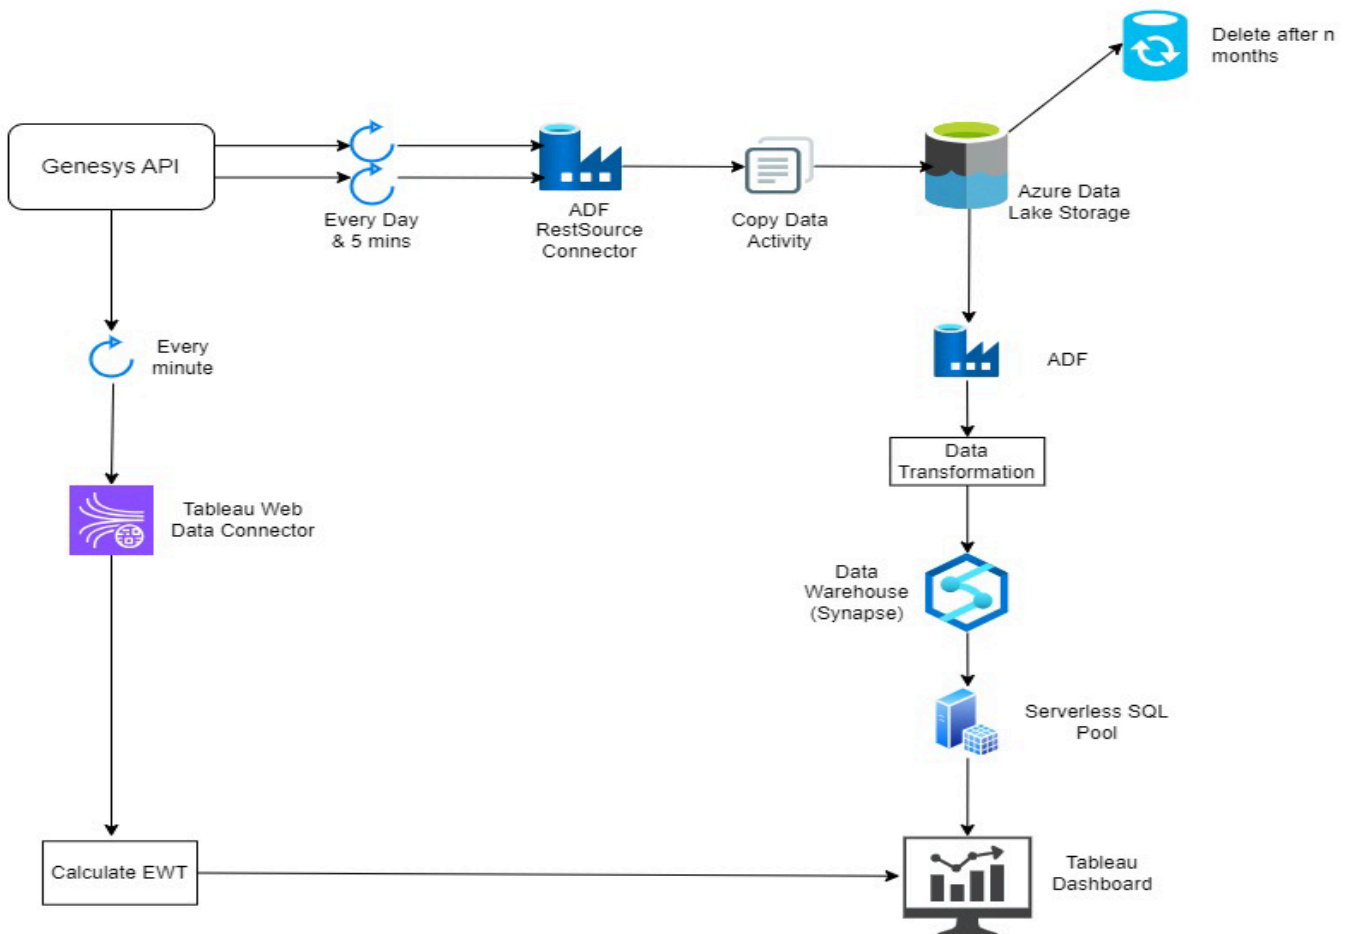 Delete after n
months
Genesys API
Every Day
& 5 mins
ADF
RestSource
Connector
Copy Data
Activity
Azure Data
Lake Storage
Every
minute
ADF
Data
Transformation
Tableau Web
Data Connector
Data
Warehouse
(Synapse)
Serverless SQL
Pool
Calculate EWT
Tableau
Dashboard